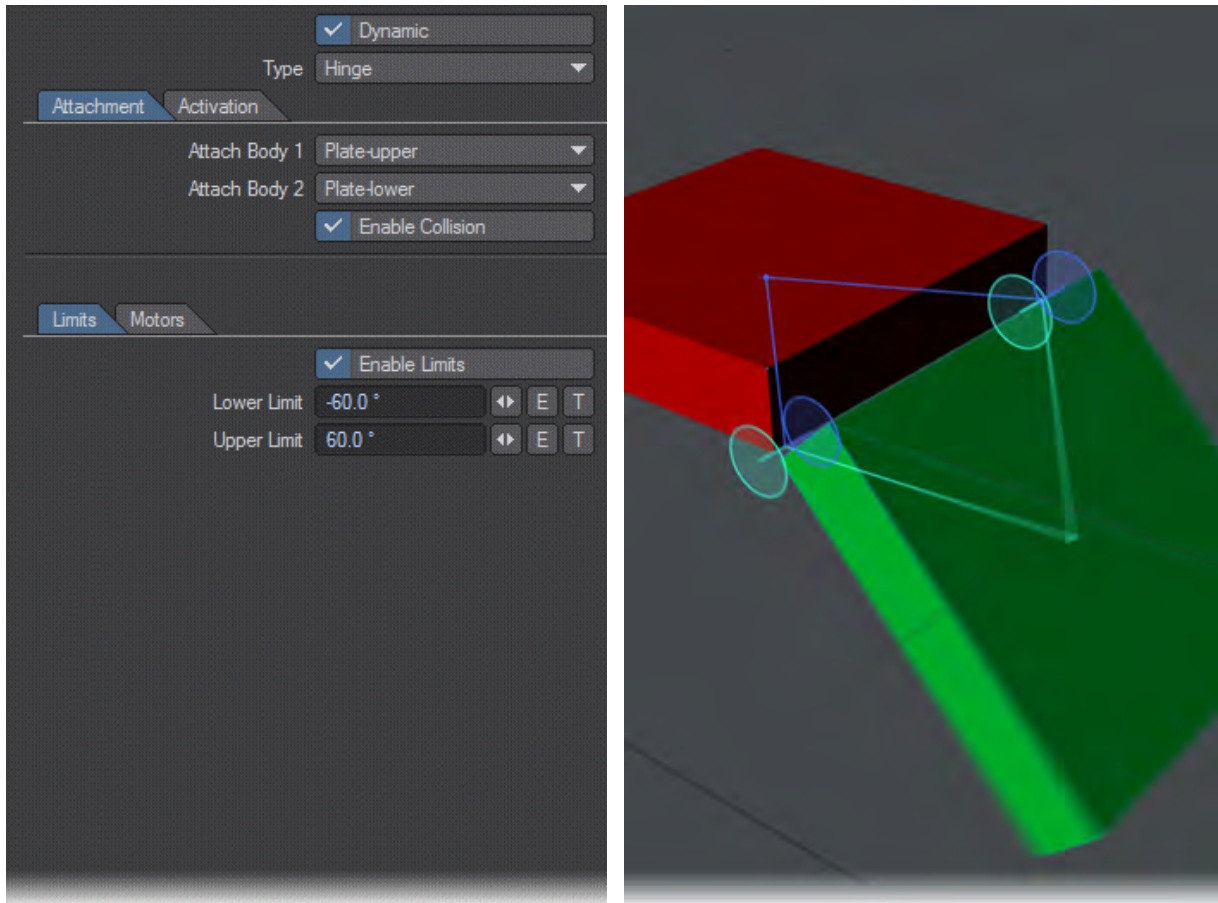 Dynamic
Type Hinge
Attachment Activation
Attach Body 1 Plate-upper
Attach Body 2 Plate-lower
Enable Collision
Limits Motors
Enable Limits
Lower Limit -60.0 ° E T
Upper Limit 60.0 ° E T